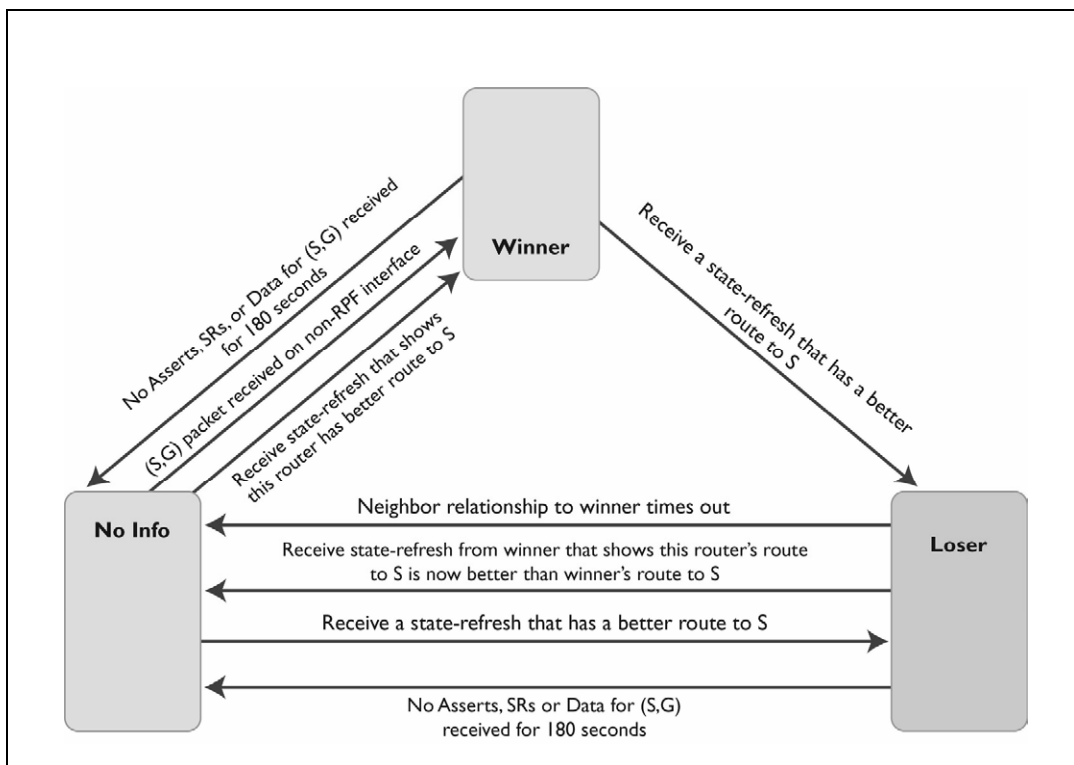 Winner
No Asserts, SRs, or Data for (S,G) received
for 180 seconds
(S,G) packet received on non-RPF interface
Receive state-refresh that shows
this router has better route to S
Receive a state-refresh that has a better
route to S
No Info
Loser
Neighbor relationship to winner times out
Receive state-refresh from winner that shows this router's route
to S is now better than winner's route to S
Receive a state-refresh that has a better route to S
No Asserts, SRs or Data for (S,G)
received for 180 seconds